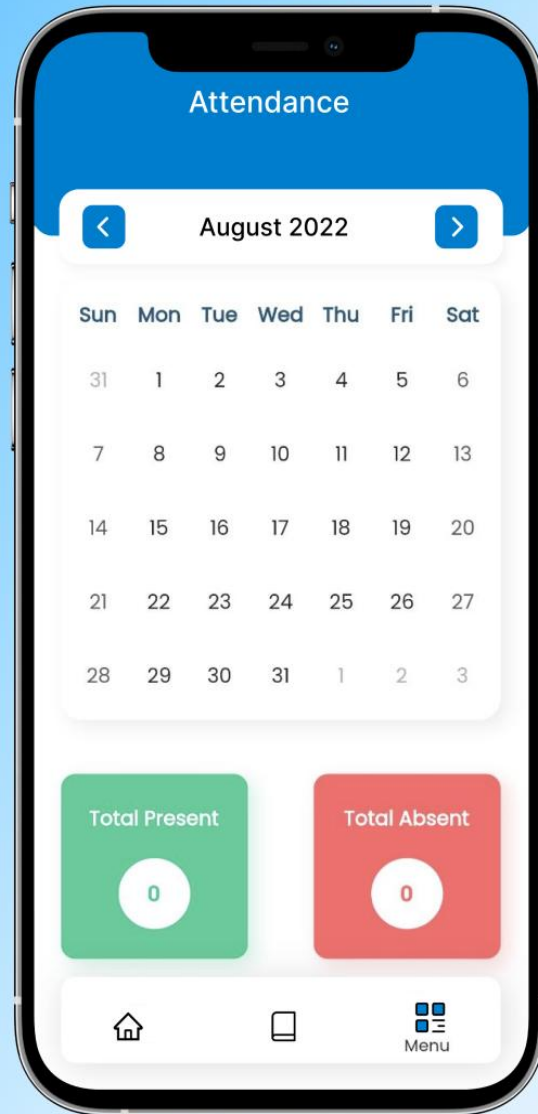 Attendance
August 2022
Sun Mon Tue Wed Thu Fri Sat
31 1 2 3 4 5 6
7 8 9 10 11 12 13
14 15 16 17 18 19 20
21 22 23 24 25 26 27
28 29 30 31 1 2 3
Total Present Total Absent
0 0
Menu